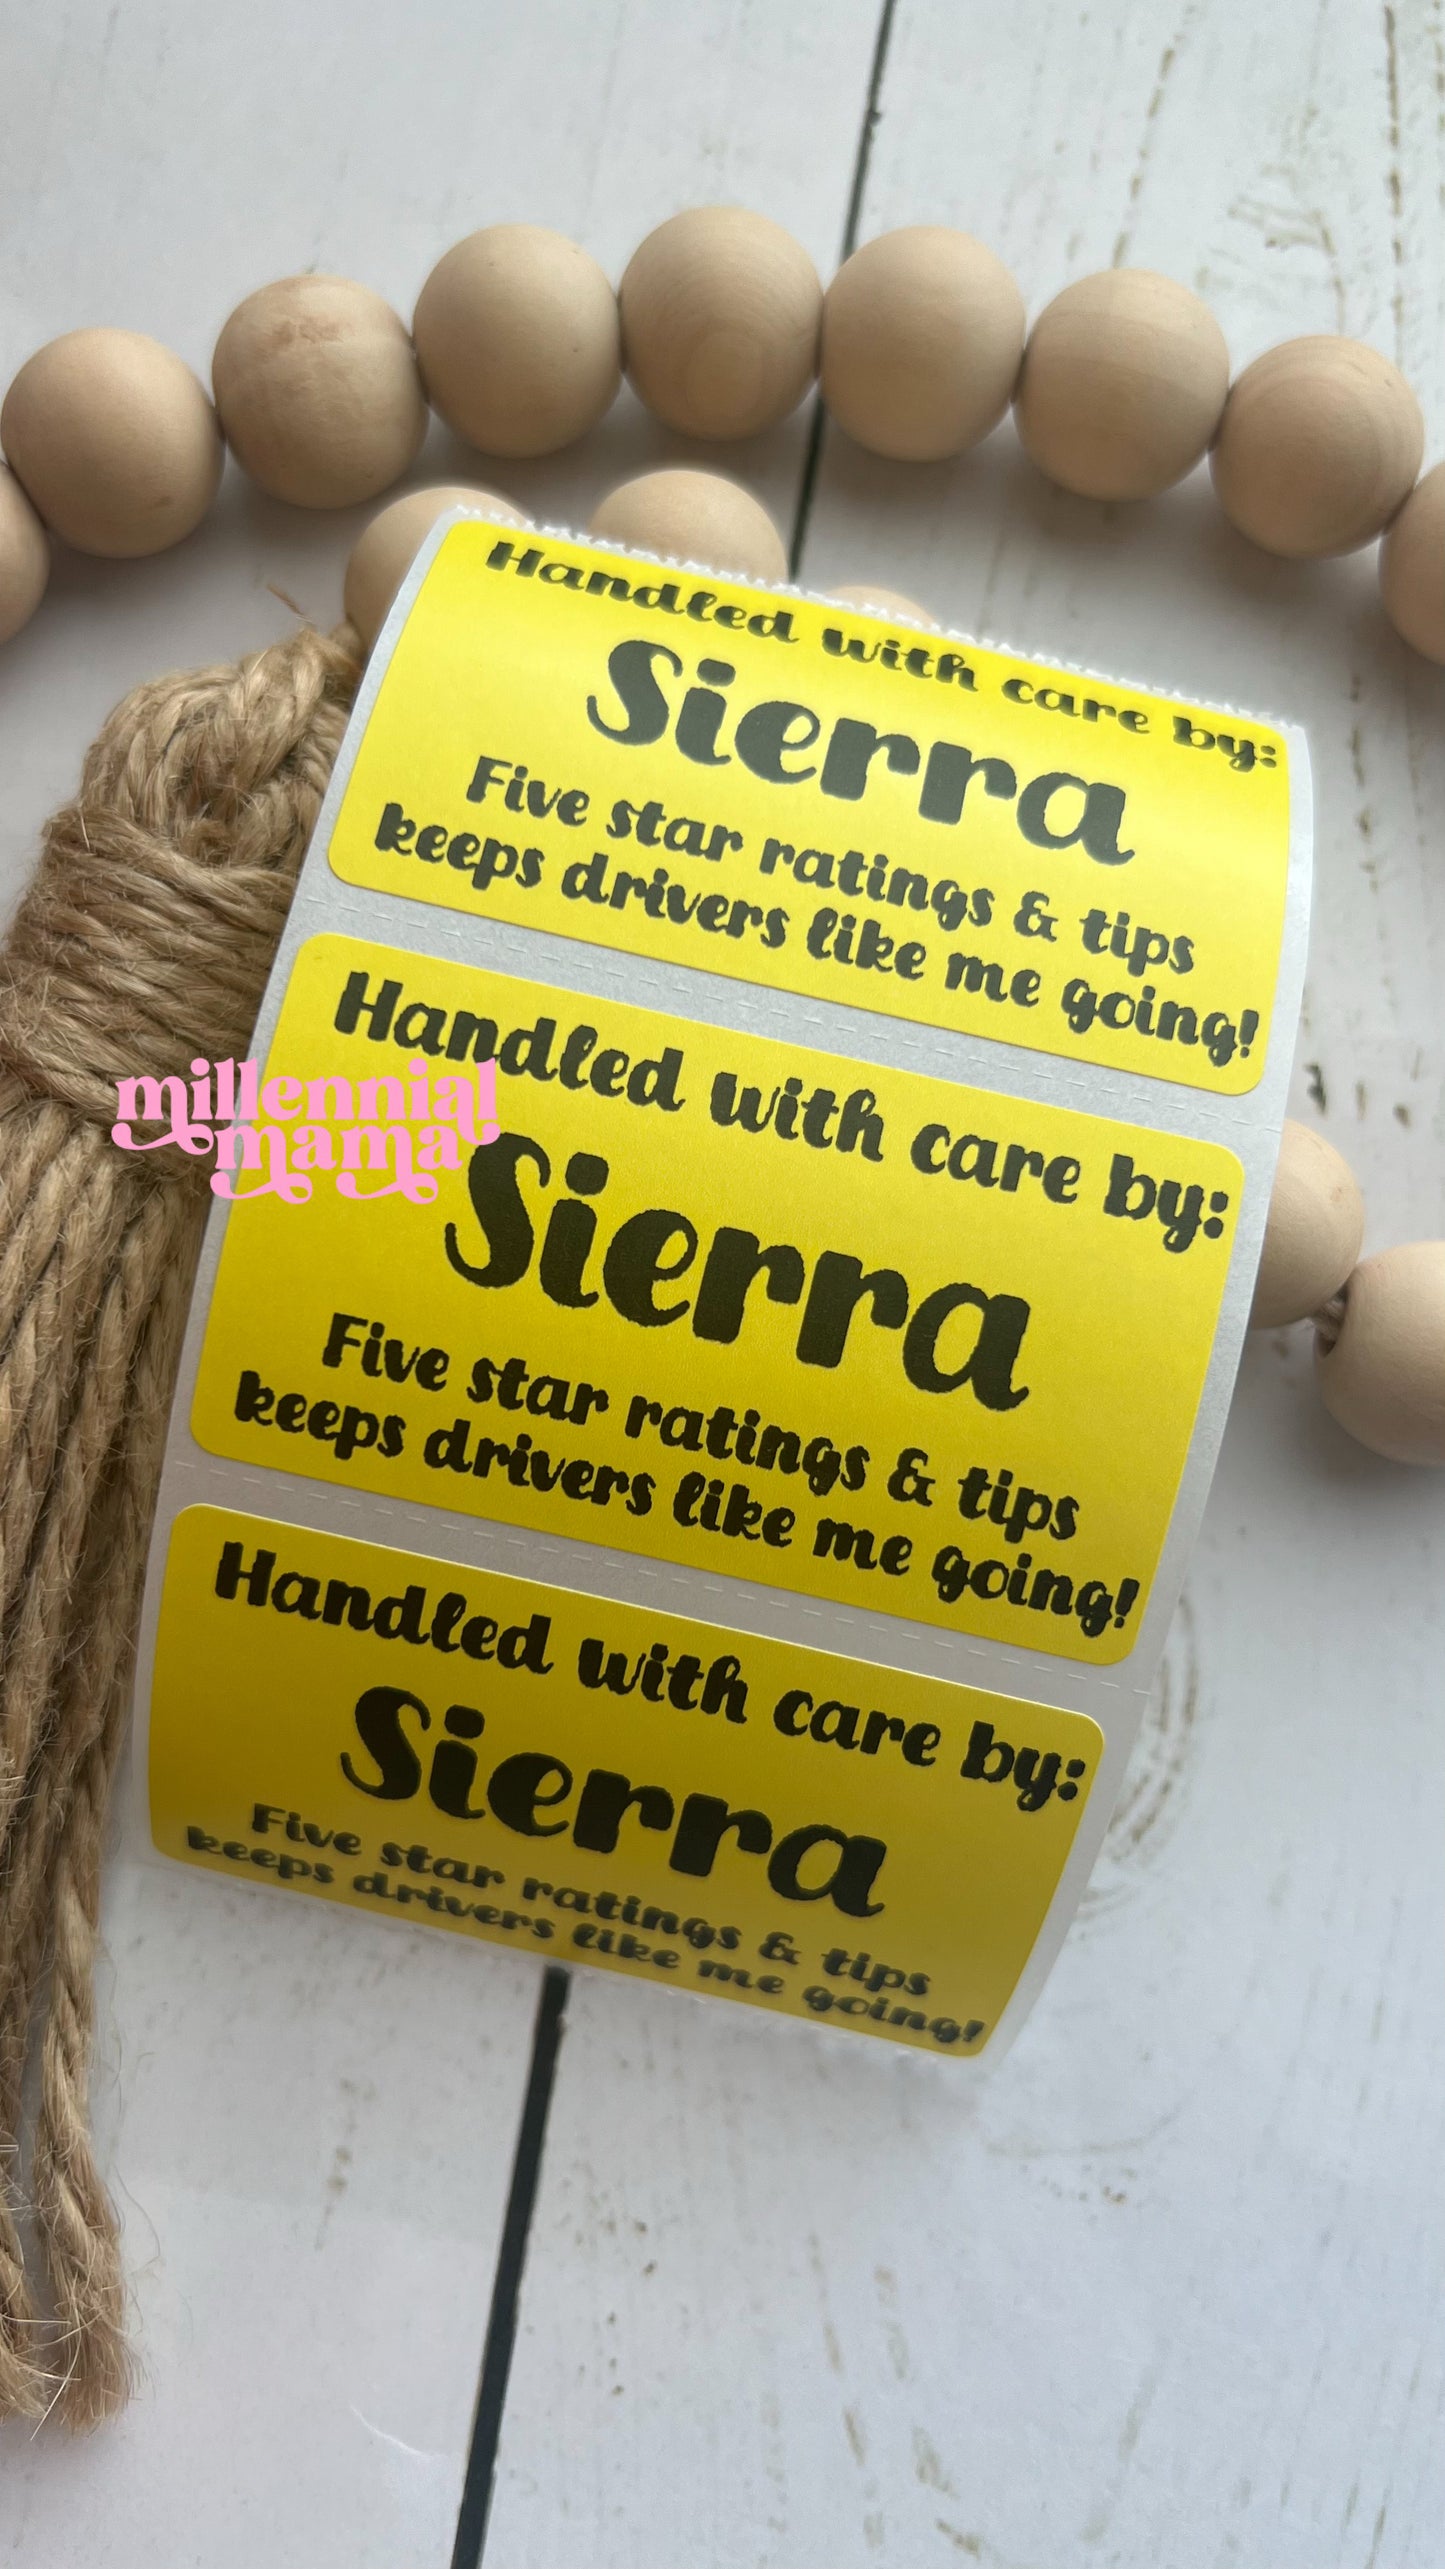 Handled with care by:
Sierra
Five star ratings & tips
keeps drivers like me going!
Handled with care by:
Sierra
Five star ratings & tips
keeps drivers like me going!
Handled with care by:
Sierra
Five star ratings & tips
keeps drivers like me going!
millennial
mama